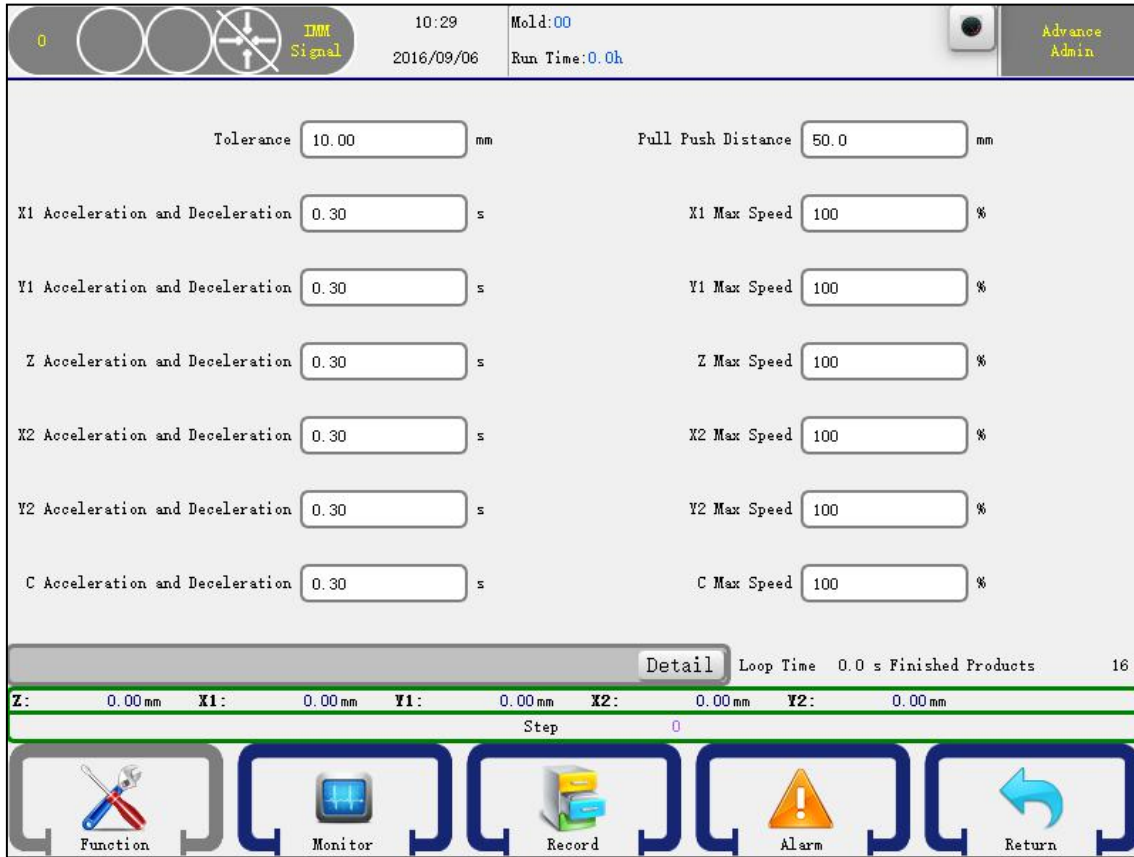 0 IMM Signal 10:29 2016/09/06 Mold:00 Run Time:0.0h Advance Admin
Tolerance 10.00 mm Pull Push Distance 50.0 mm
X1 Acceleration and Deceleration 0.30 s X1 Max Speed 100 %
Y1 Acceleration and Deceleration 0.30 s Y1 Max Speed 100 %
Z Acceleration and Deceleration 0.30 s Z Max Speed 100 %
X2 Acceleration and Deceleration 0.30 s X2 Max Speed 100 %
Y2 Acceleration and Deceleration 0.30 s Y2 Max Speed 100 %
C Acceleration and Deceleration 0.30 s C Max Speed 100 %
Detail Loop Time 0.0 s Finished Products 16
Z: 0.00 mm X1: 0.00 mm Y1: 0.00 mm X2: 0.00 mm Y2: 0.00 mm
Step 0
Function Monitor Record Alarm Return